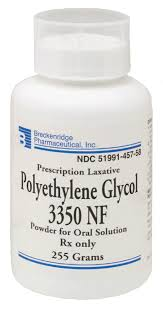 Breckenridge
Pharmaceutical, Inc.
NDC 51991-457-58
Prescription Laxative
Polyethylene Glycol
3350 NF
Powder for Oral Solution
Rx only
255 Grams